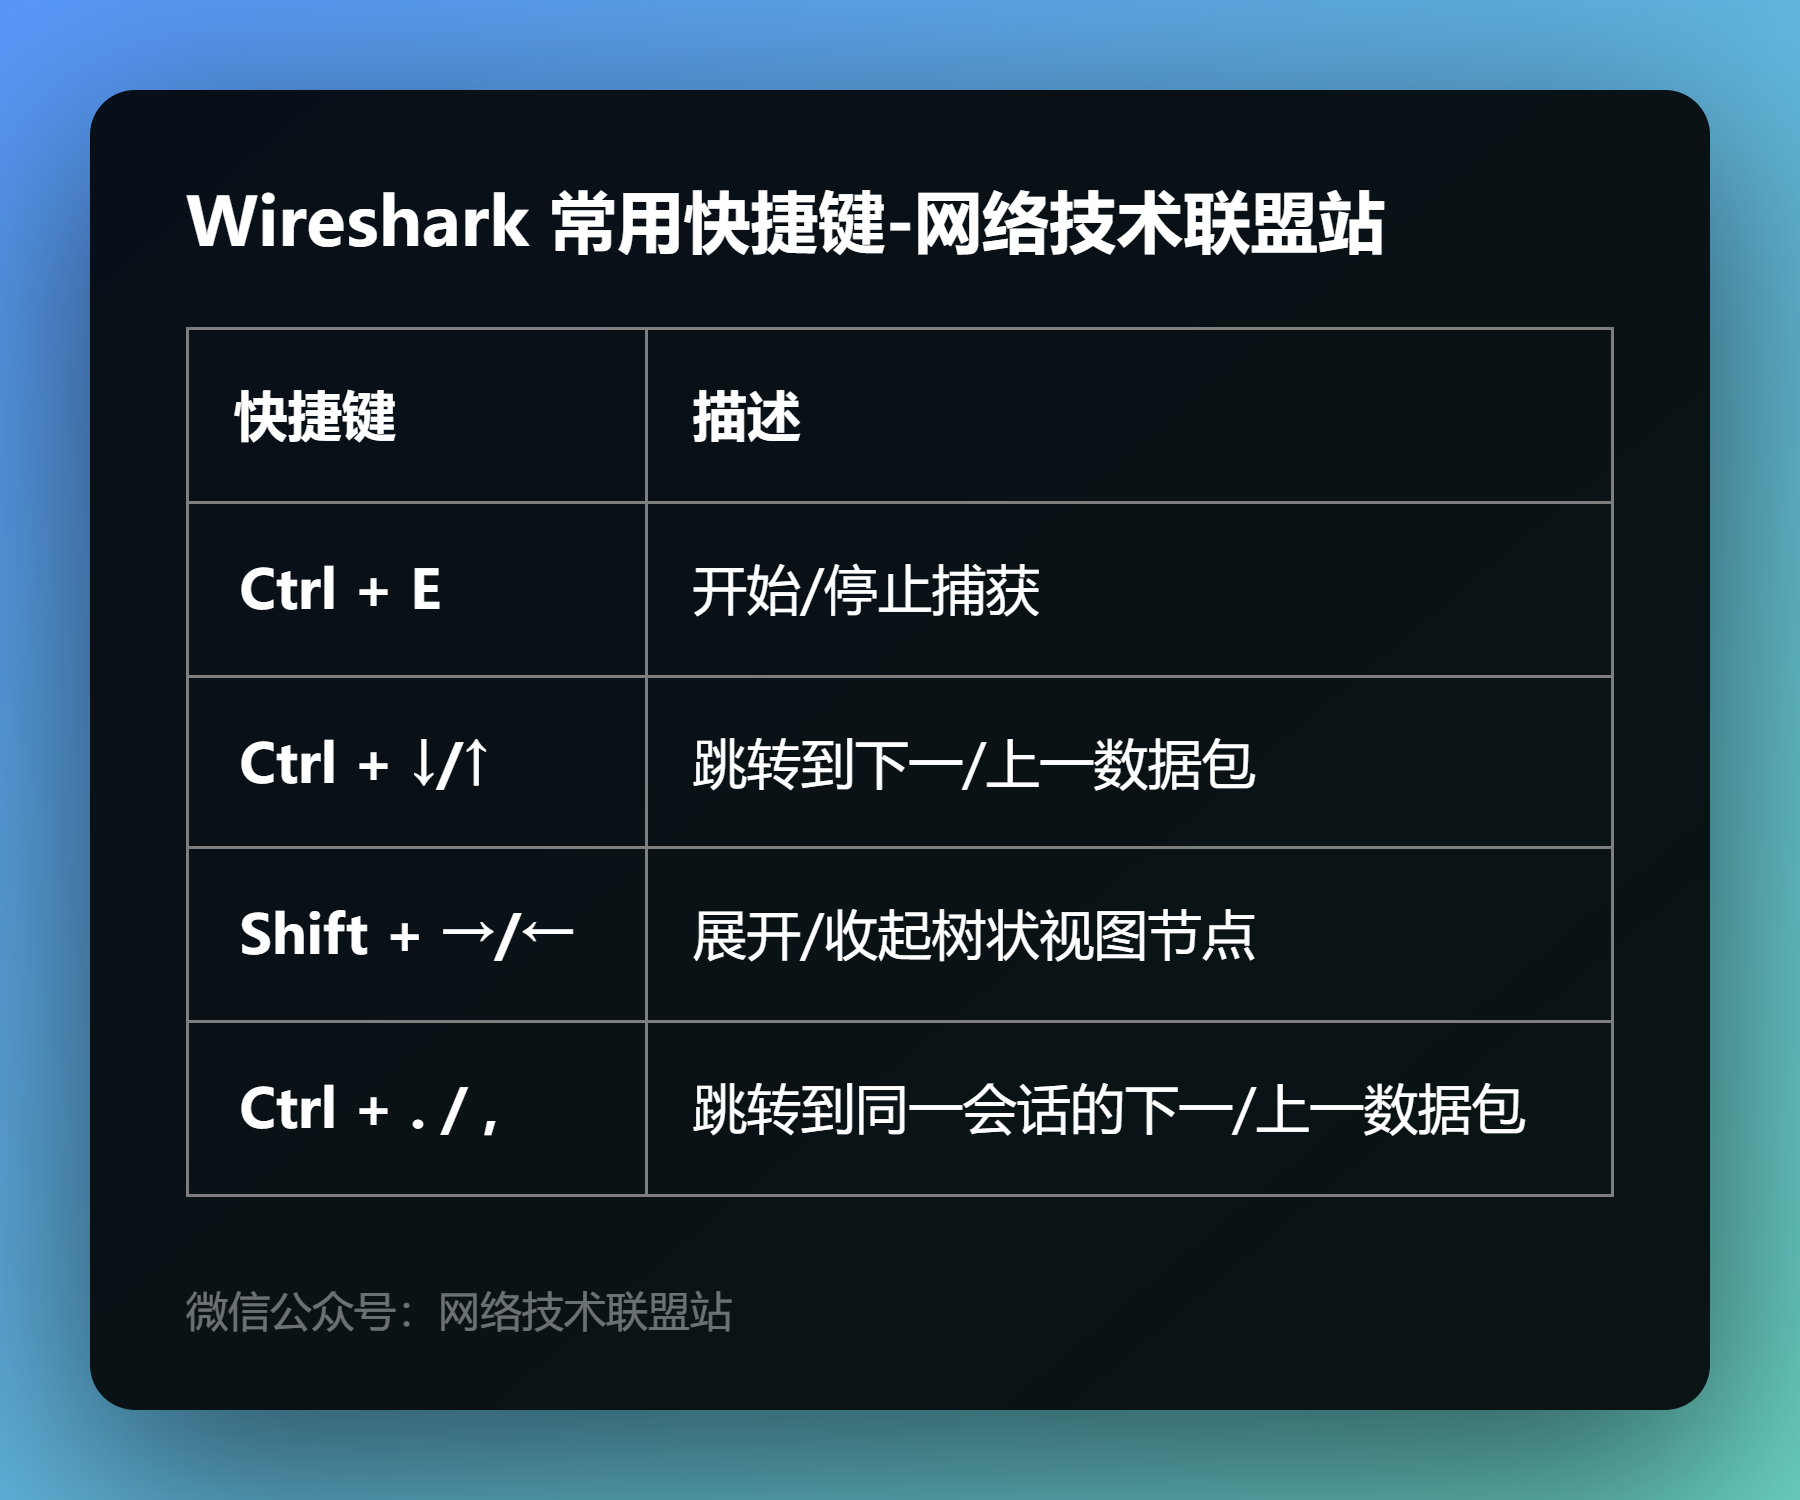 Wireshark 常用快捷键-网络技术联盟站
快捷键 描述
Ctrl + E 开始/停止捕获
Ctrl + ↓/↑ 跳转到下一/上一数据包
Shift + →/← 展开/收起树状视图节点
Ctrl + . / , 跳转到同一会话的下一/上一数据包
微信公众号：网络技术联盟站